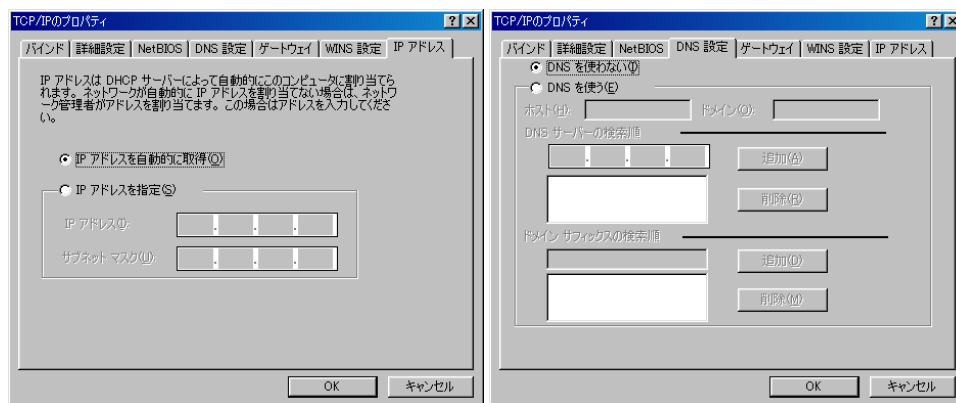 TCP/IPのプロパティ
バインド 詳細設定 NetBIOS DNS 設定 ゲートウェイ WINS 設定 IP アドレス
IP アドレスは DHCP サーバーによって自動的にこのコンピュータに割り当てら
れます。ネットワークが自動的に IP アドレスを割り当てない場合は、ネットワ
ーク管理者がアドレスを割り当てます。この場合はアドレスを入力してくださ
い。
IP アドレスを自動的に取得(O)
IP アドレスを指定(S)
IP アドレス(I):
サブネット マスク(U):
OK キャンセル
TCP/IPのプロパティ
バインド 詳細設定 NetBIOS DNS 設定 ゲートウェイ WINS 設定 IP アドレス
DNS を使わない(I)
DNS を使う(E)
ホスト(H): ドメイン(O):
DNS サーバーの検索順
追加(A)
削除(R)
ドメイン サフィックスの検索順
追加(D)
削除(M)
OK キャンセル